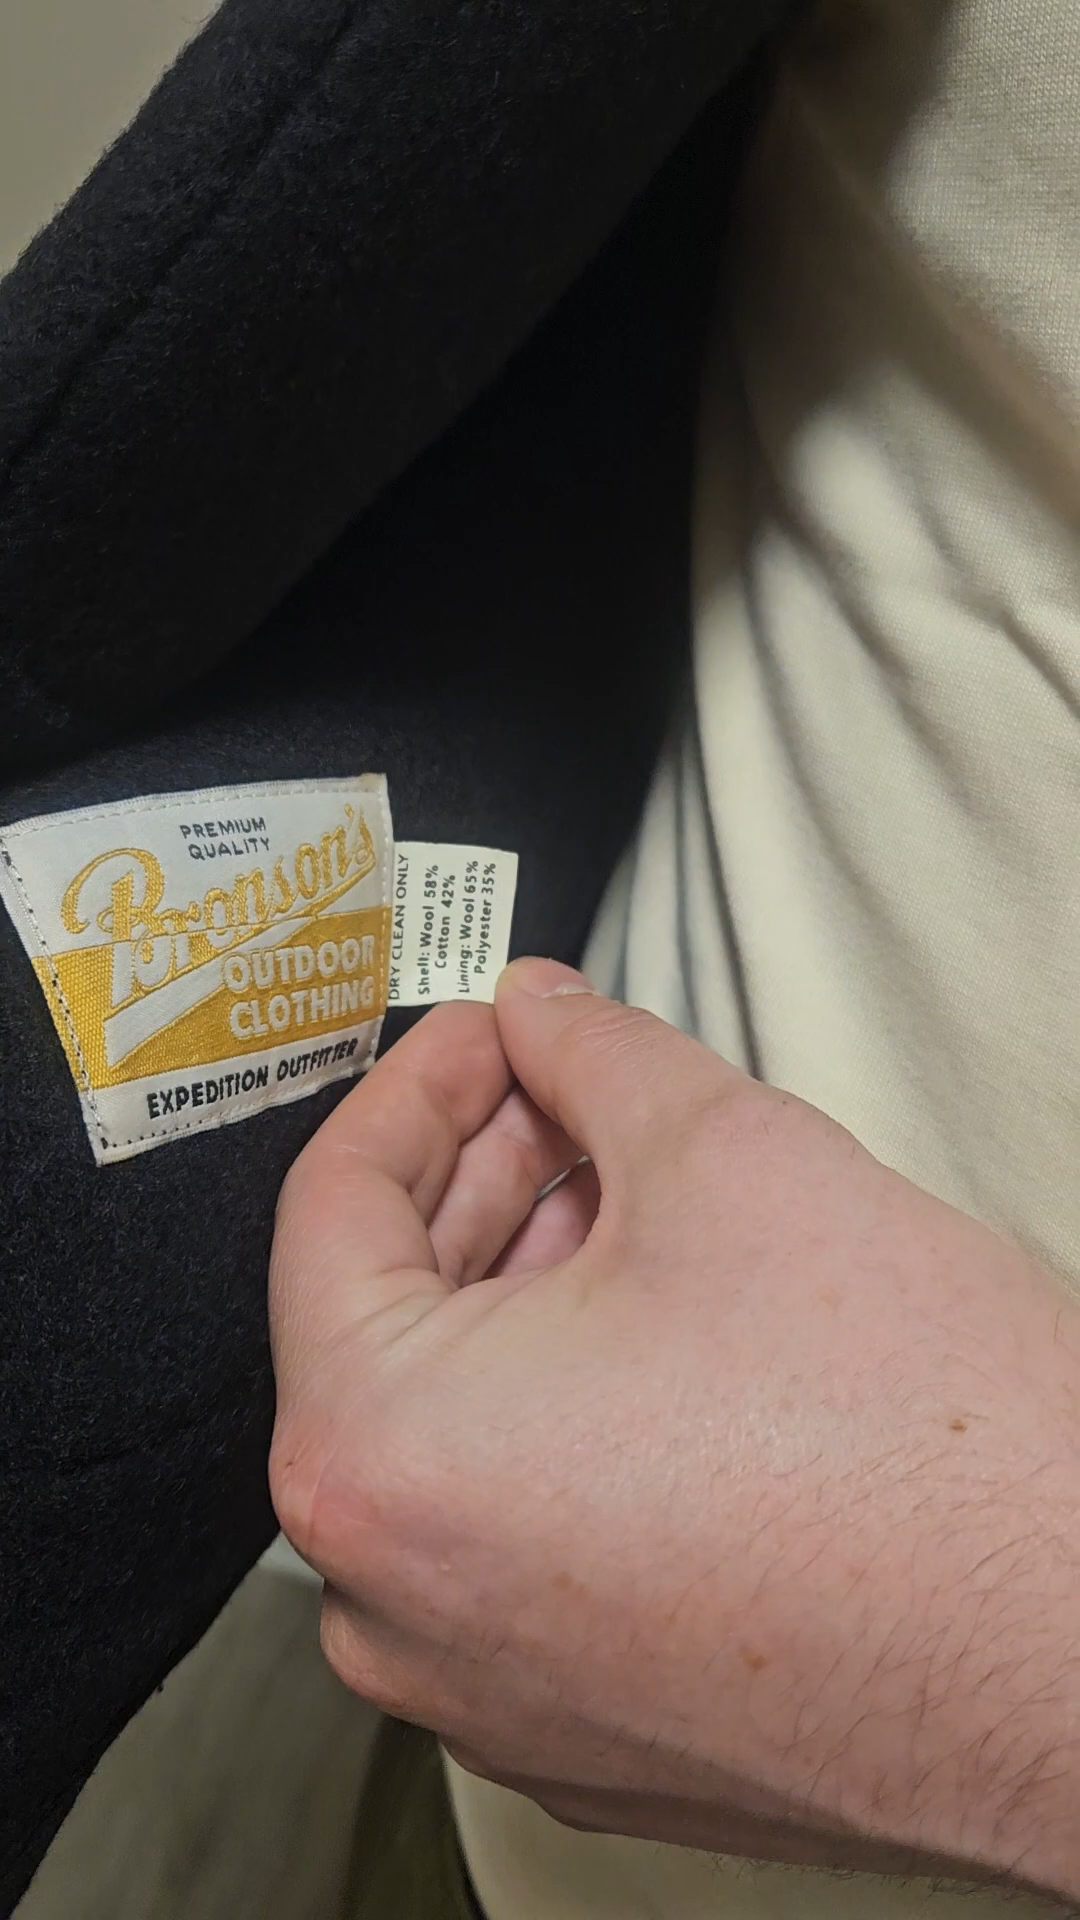 PREMIUM
QUALITY
Bronson's
OUTDOOR
CLOTHING
EXPEDITION OUTFITTER
DRY CLEAN ONLY
Shell: Wool 58%
Cotton 42%
Lining: Wool 65%
Polyester 35%